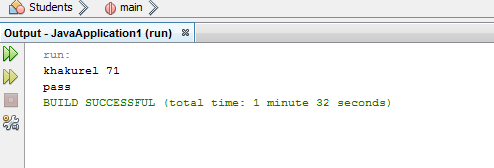 Students main
Output - JavaApplication1 (run)
run:
khakurel 71
pass
BUILD SUCCESSFUL (total time: 1 minute 32 seconds)